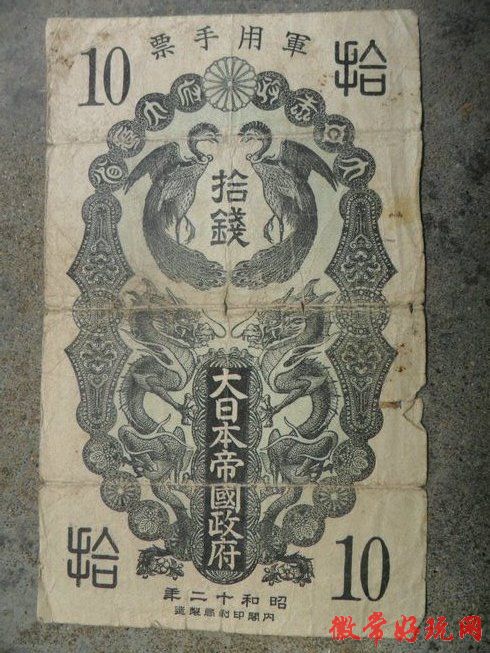 軍用手票
10
拾
拾錢
大日本帝國政府
拾
10
昭和十二年
内閣印刷局製造
徽常好玩网